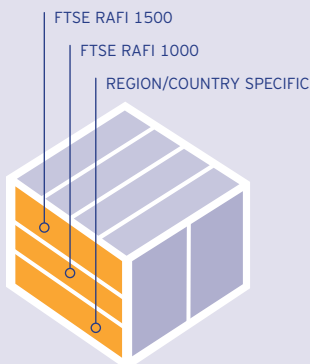 FTSE RAFI 1500
FTSE RAFI 1000
REGION/COUNTRY SPECIFIC